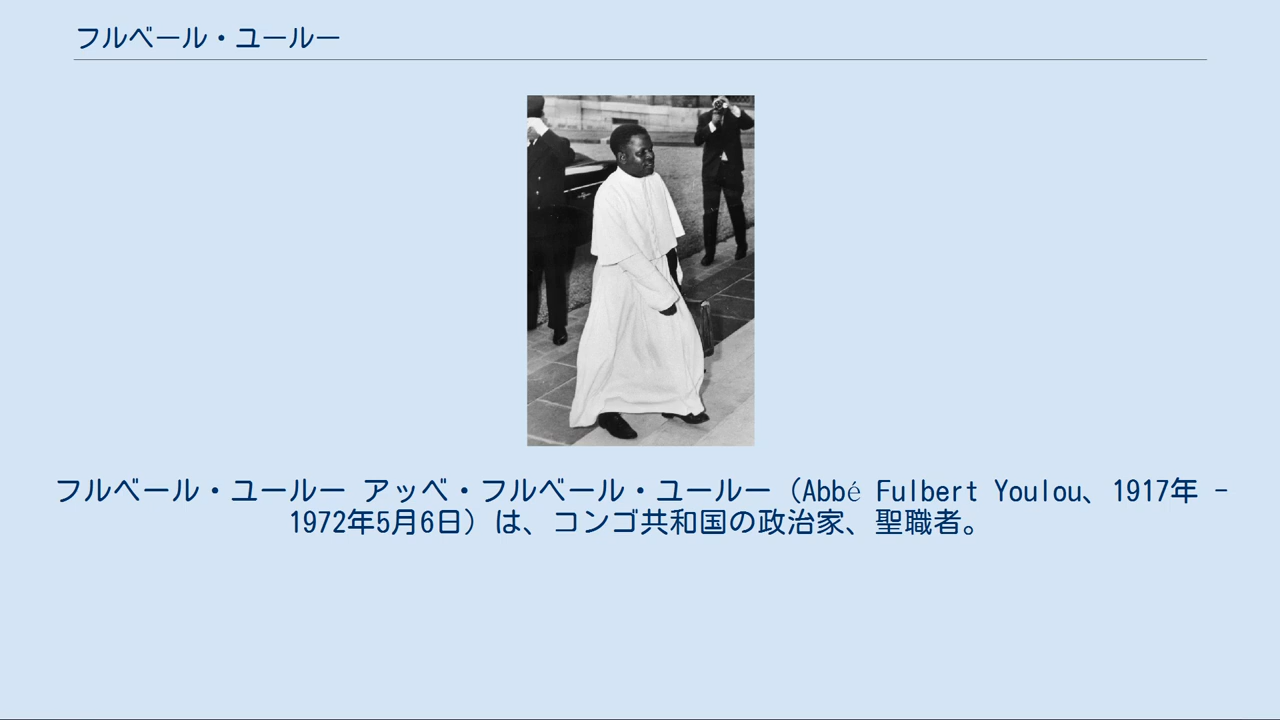 フルベール・ユールー
フルベール・ユールー アッベ・フルベール・ユールー（Abbé Fulbert Youlou、1917年 -
1972年5月6日）は、コンゴ共和国の政治家、聖職者。